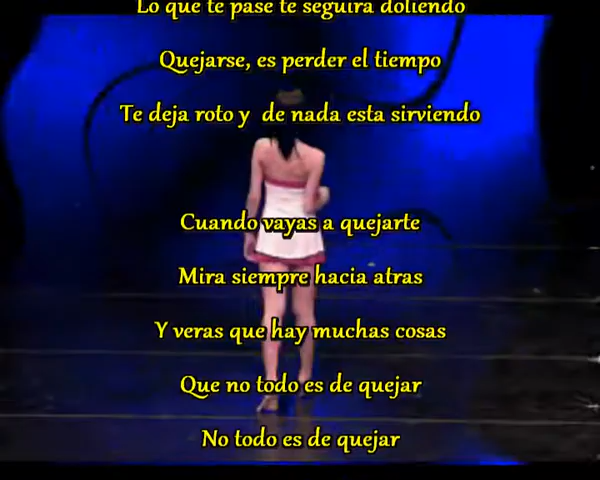 Lo que te pase te seguira doliendo
Quejarse, es perder el tiempo
Te deja roto y de nada esta sirviendo
Cuando vayas a quejarte
Mira siempre hacia atras
Y veras que hay muchas cosas
Que no todo es de quejar
No todo es de quejar